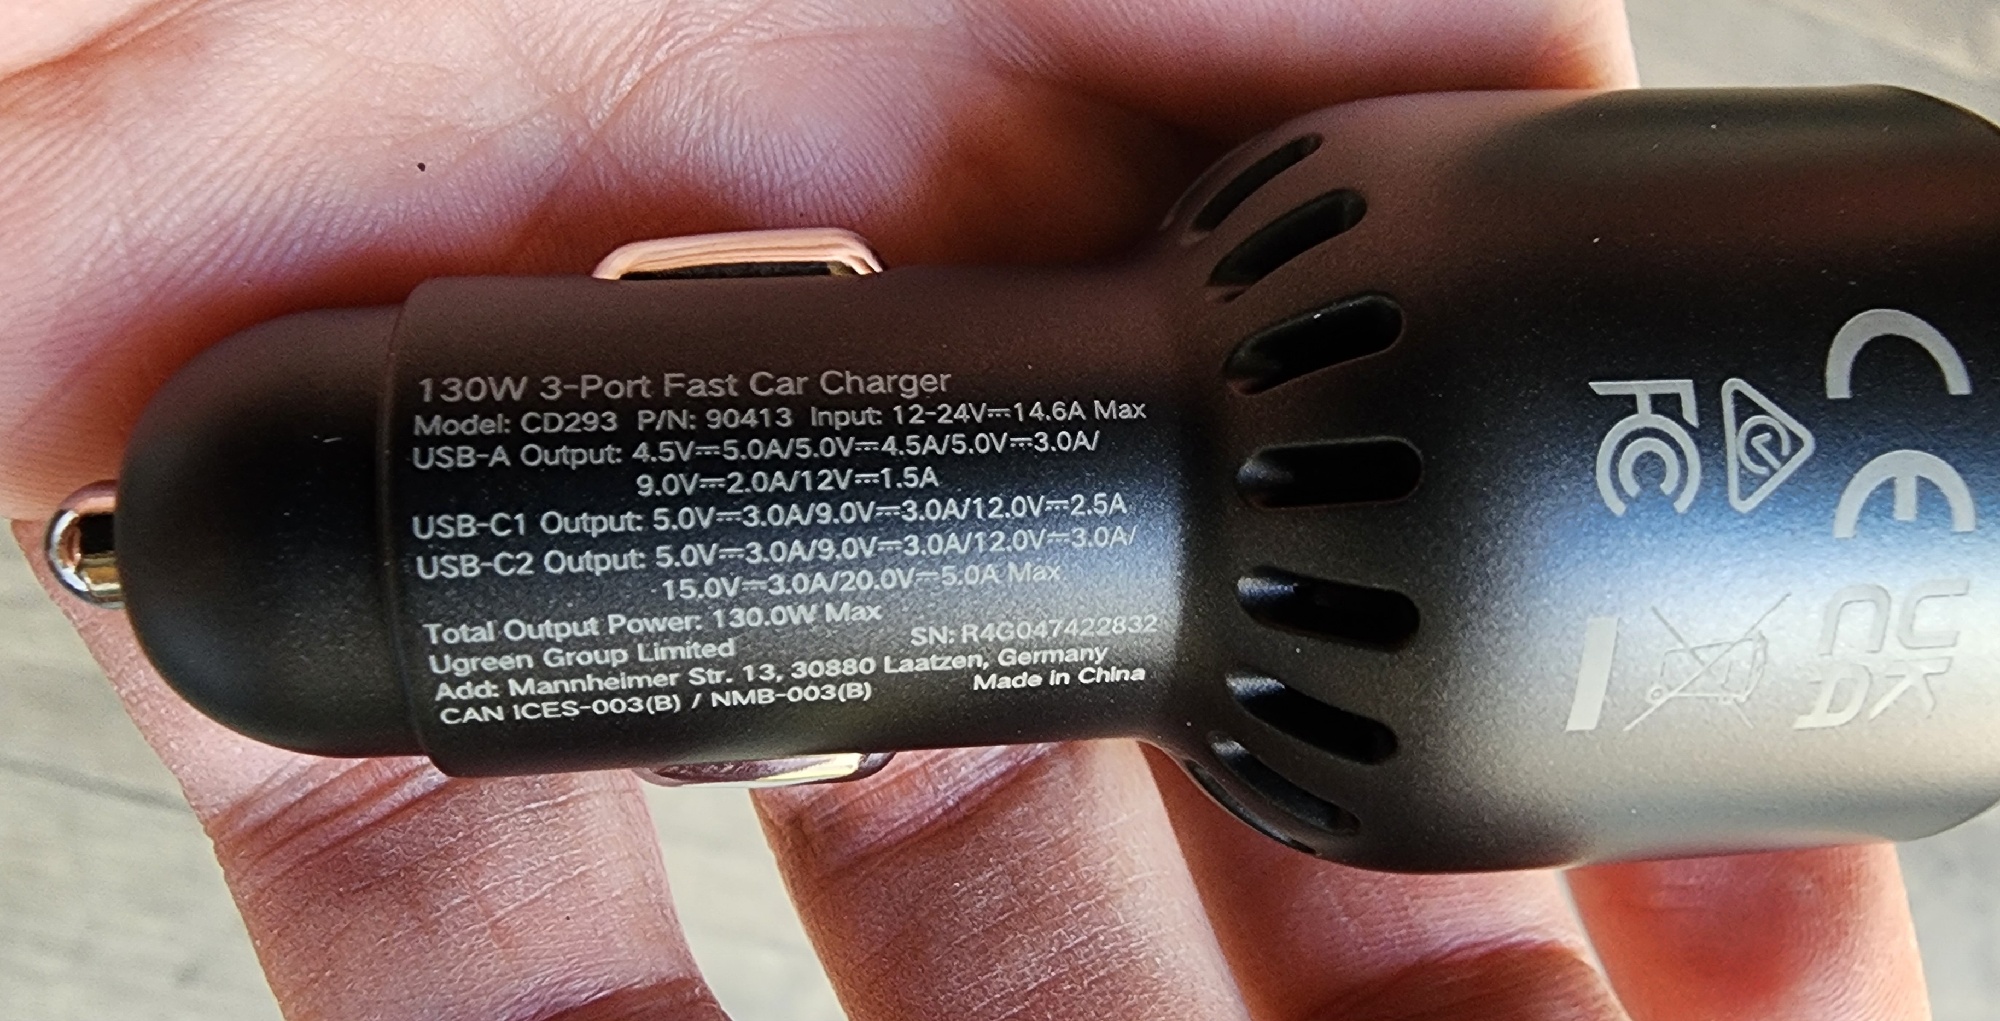 130W 3-Port Fast Car Charger
Model: CD293 P/N: 90413 Input: 12-24V⎓14.6A Max
USB-A Output: 4.5V⎓5.0A/5.0V⎓4.5A/5.0V⎓3.0A/
9.0V⎓2.0A/12V⎓1.5A
USB-C1 Output: 5.0V⎓3.0A/9.0V⎓3.0A/12.0V⎓2.5A
USB-C2 Output: 5.0V⎓3.0A/9.0V⎓3.0A/12.0V⎓3.0A/
15.0V⎓3.0A/20.0V⎓5.0A Max
Total Output Power: 130.0W Max
Ugreen Group Limited SN: R4G047422832
Add: Mannheimer Str. 13, 30880 Laatzen, Germany
CAN ICES-003(B) / NMB-003(B) Made in China
CE
FC
UK
CA